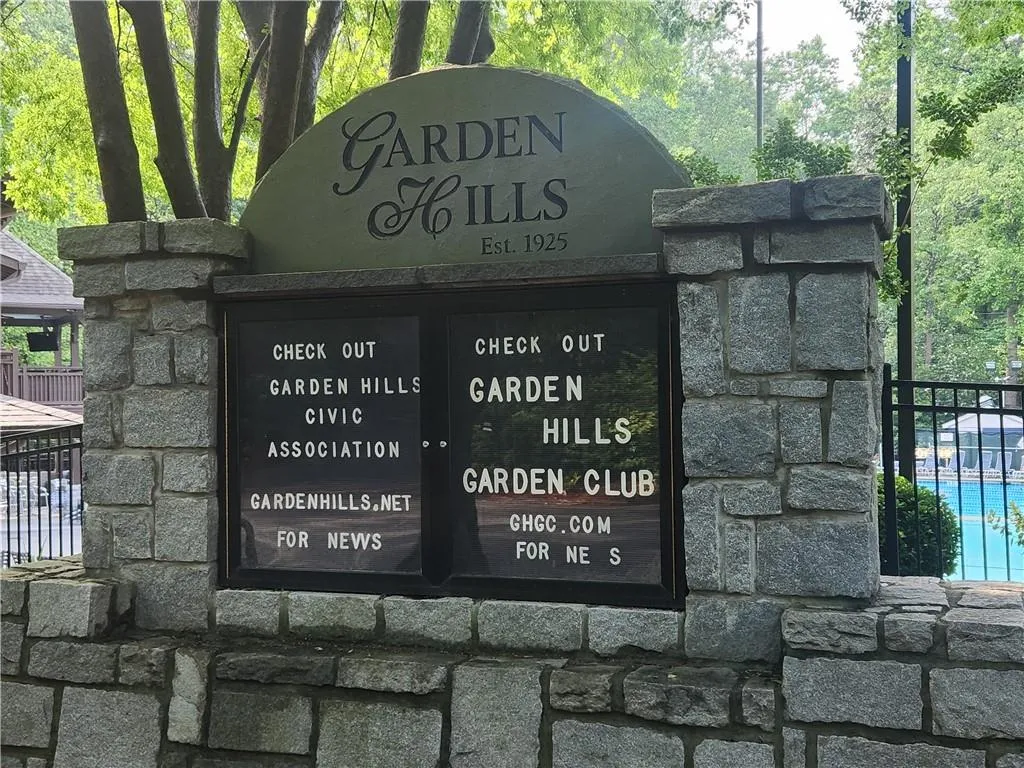 GARDEN
HILLS
Est. 1925
CHECK OUT
GARDEN HILLS
CIVIC
ASSOCIATION
GARDENHILLS.NET
FOR NEWS
CHECK OUT
GARDEN
HILLS
GARDEN CLUB
GHGC.COM
FOR NE S